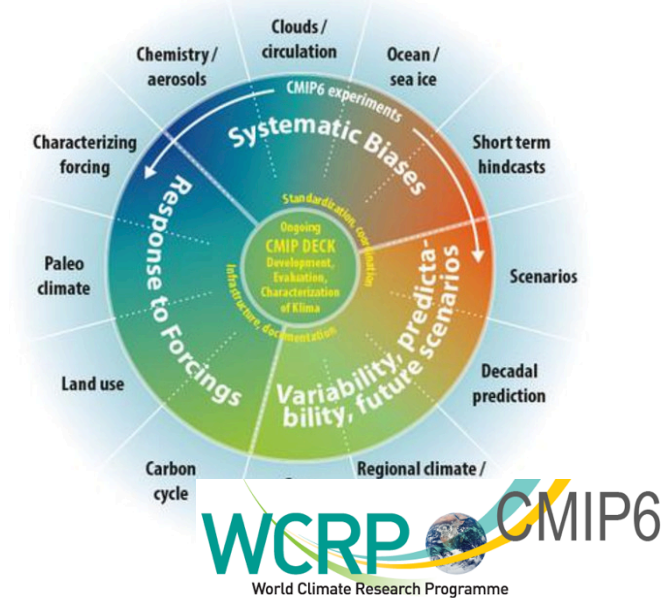 Clouds /
circulation
Chemistry /
aerosols
Ocean /
sea ice
CMIP6 experiments
Systematic Biases
Characterizing
forcing
Short term
hindcasts
Standardization, coordination
Ongoing
CMIP DECK
Development,
Evaluation,
Characterization
of Klima
Infrastructure, documentation
Response to Forcings
Variability, predicta-
bility, future scenarios
Paleo
climate
Scenarios
Land use
Decadal
prediction
Carbon
cycle
Regional climate /
WCRP
CMIP6
World Climate Research Programme